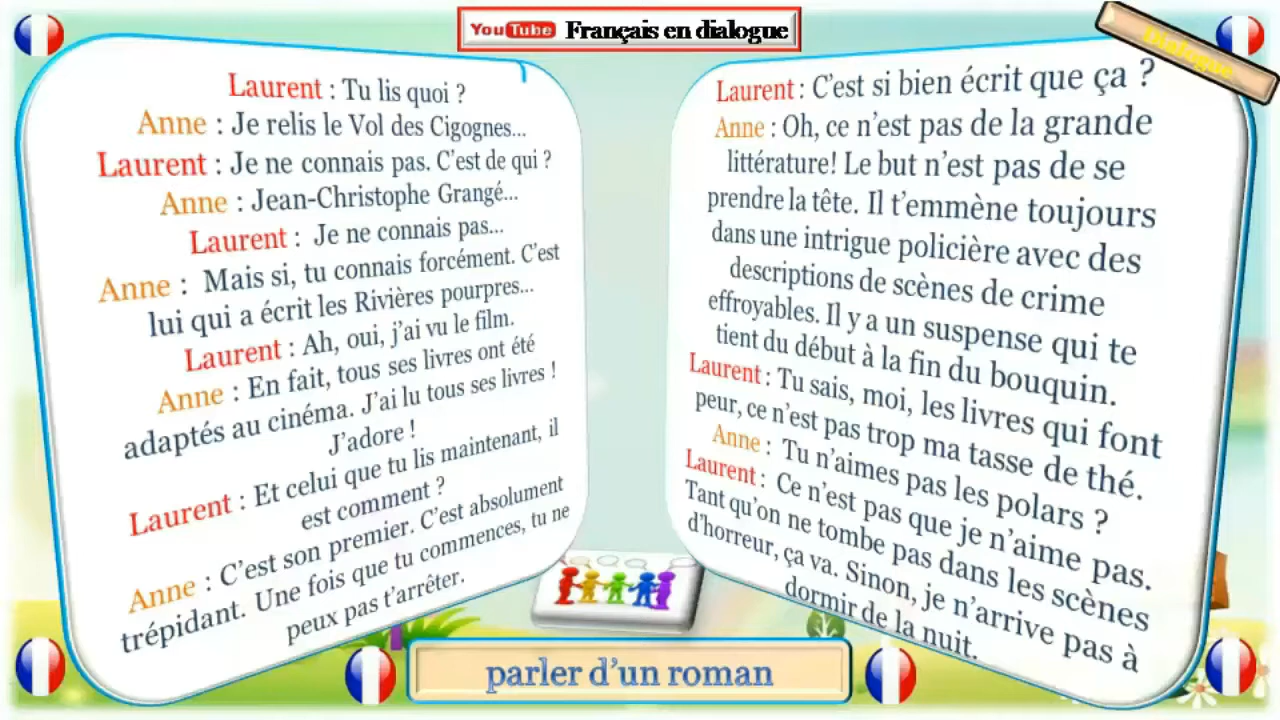 YouTube Français en dialogue
Dialogue
Laurent : Tu lis quoi ?
Anne : Je relis le Vol des Cigognes...
Laurent : Je ne connais pas. C'est de qui ?
Anne : Jean-Christophe Grangé...
Laurent : Je ne connais pas...
Anne : Mais si, tu connais forcément. C'est
lui qui a écrit les Rivières pourpres...
Laurent : Ah, oui, j'ai vu le film.
Anne : En fait, tous ses livres ont été
adaptés au cinéma. J'ai lu tous ses livres !
J'adore !
Laurent : Et celui que tu lis maintenant, il
est comment ?
Anne : C'est son premier. C'est absolument
trépidant. Une fois que tu commences, tu ne
peux pas t'arrêter.
Laurent : C'est si bien écrit que ça ?
Anne : Oh, ce n'est pas de la grande
littérature! Le but n'est pas de se
prendre la tête. Il t'emmène toujours
dans une intrigue policière avec des
descriptions de scènes de crime
effroyables. Il y a un suspense qui te
tient du début à la fin du bouquin.
Laurent : Tu sais, moi, les livres qui font
peur, ce n'est pas trop ma tasse de thé.
Anne : Tu n'aimes pas les polars ?
Laurent : Ce n'est pas que je n'aime pas.
Tant qu'on ne tombe pas dans les scènes
d'horreur, ça va. Sinon, je n'arrive pas à
dormir de la nuit.
parler d'un roman